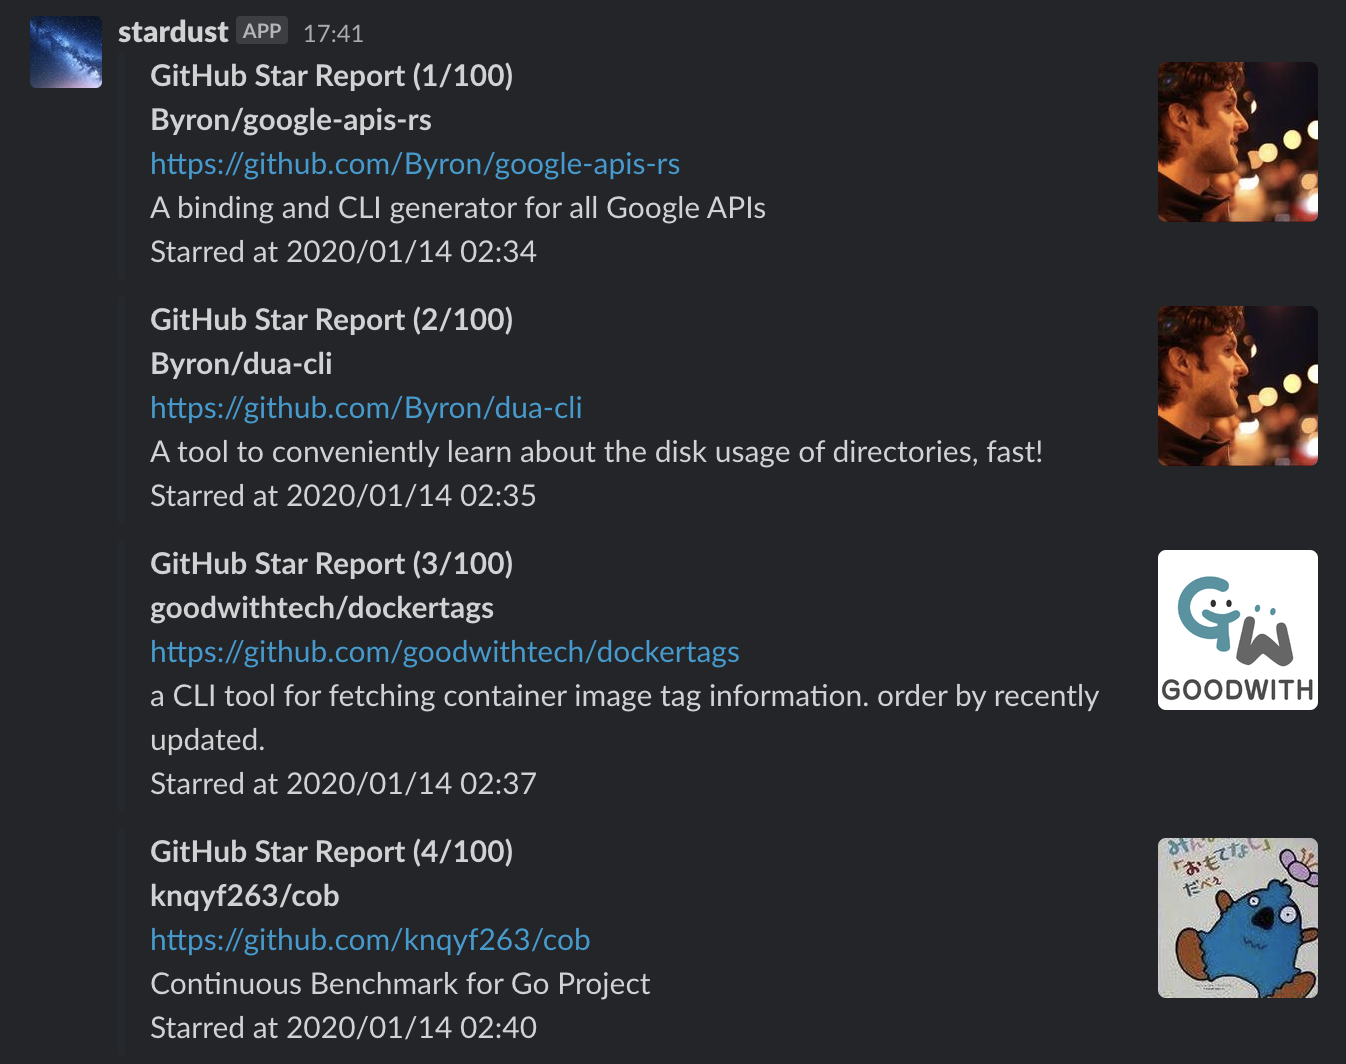 stardust APP 17:41
GitHub Star Report (1/100)
Byron/google-apis-rs
https://github.com/Byron/google-apis-rs
A binding and CLI generator for all Google APIs
Starred at 2020/01/14 02:34
GitHub Star Report (2/100)
Byron/dua-cli
https://github.com/Byron/dua-cli
A tool to conveniently learn about the disk usage of directories, fast!
Starred at 2020/01/14 02:35
GitHub Star Report (3/100)
goodwithtech/dockertags
https://github.com/goodwithtech/dockertags
a CLI tool for fetching container image tag information. order by recently
updated.
Starred at 2020/01/14 02:37
GW
GOODWITH
GitHub Star Report (4/100)
knqyf263/cob
https://github.com/knqyf263/cob
Continuous Benchmark for Go Project
Starred at 2020/01/14 02:40
「おもてなし」